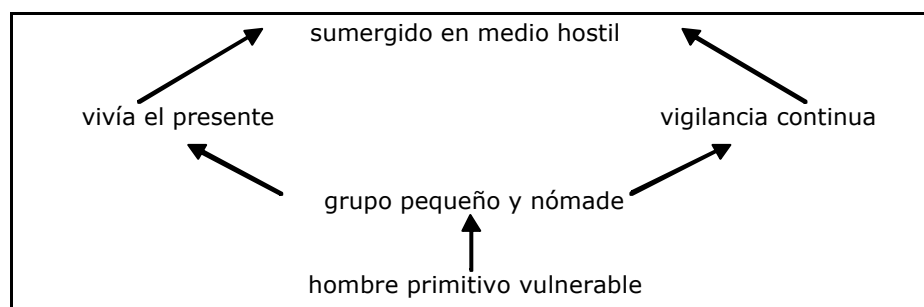 sumergido en medio hostil
vivía el presente
vigilancia continua
grupo pequeño y nómade
hombre primitivo vulnerable